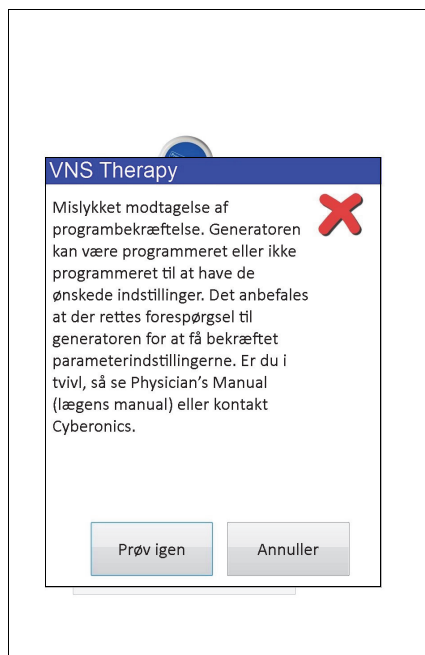 VNS Therapy
Mislykket modtagelse af
programbekræftelse. Generatoren
kan være programmeret eller ikke
programmeret til at have de
ønskede indstillinger. Det anbefales
at der rettes forespørgsel til
generatoren for at få bekræftet
parameterindstillingerne. Er du i
tvivl, så se Physician’s Manual
(lægens manual) eller kontakt
Cyberonics.
Prøv igen
Annuller